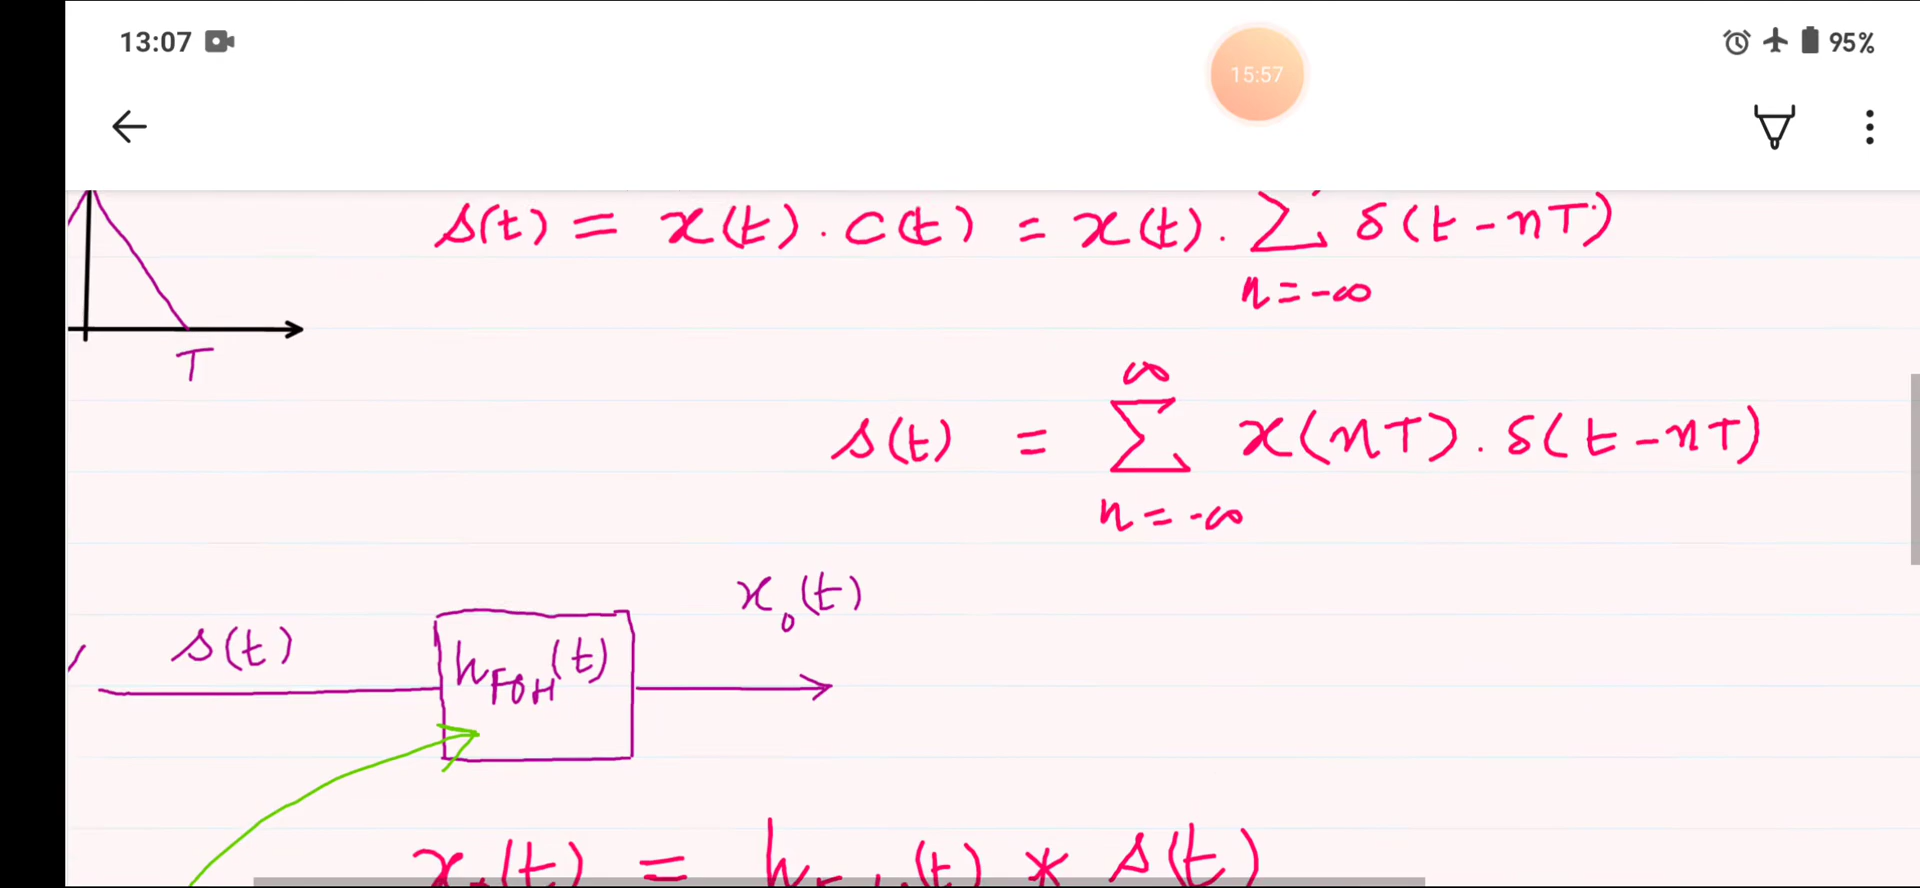 13:07
15:57
95%
s(t) = x(t) . c(t) = x(t) . Σ δ(t-nT)
n = -∞
T
∞
s(t) = Σ x(nT) . δ(t-nT)
n = -∞
x₀(t)
s(t)
h_FOH(t)
s(t)